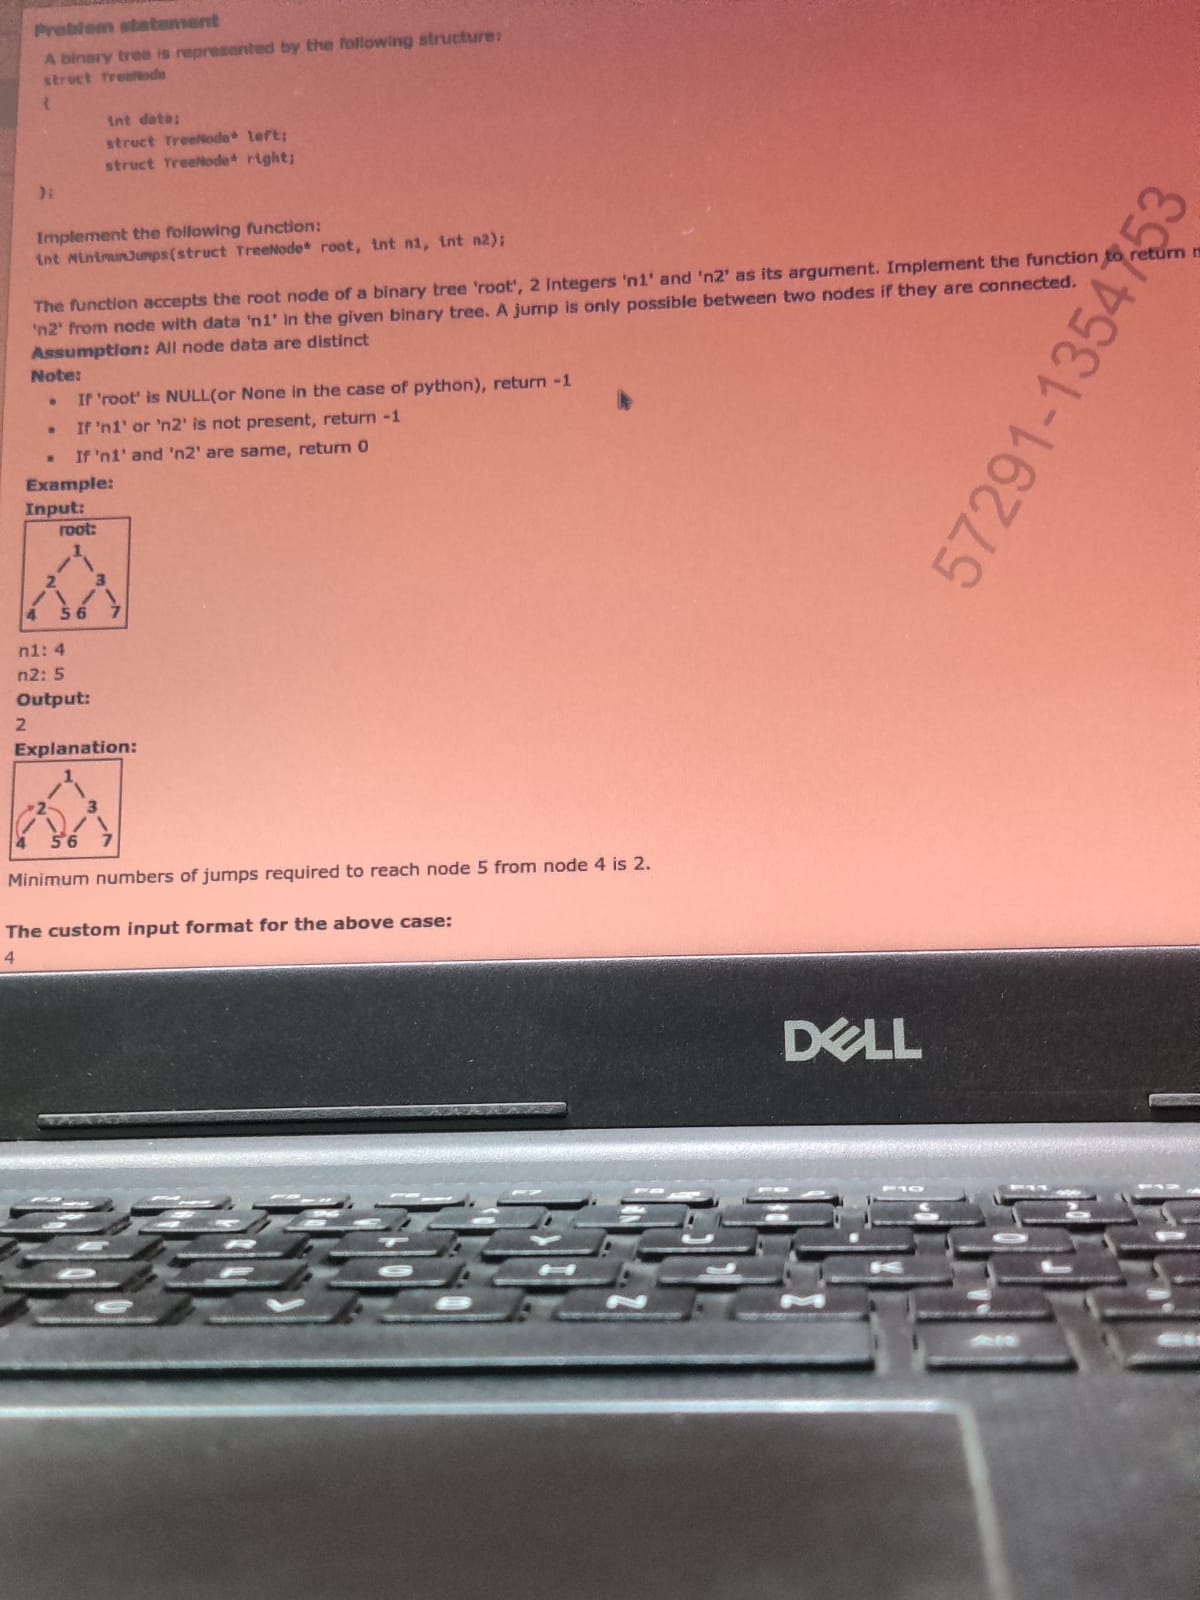 Problem statement
A binary tree is represented by the following structure:
struct TreeNode
{
int data;
struct TreeNode* left;
struct TreeNode* right;
};
Implement the following function:
int MinimumJumps(struct TreeNode* root, int n1, int n2);
The function accepts the root node of a binary tree 'root', 2 integers 'n1' and 'n2' as its argument. Implement the function to return
'n2' from node with data 'n1' in the given binary tree. A jump is only possible between two nodes if they are connected.
Assumption: All node data are distinct
Note:
• If 'root' is NULL(or None in the case of python), return -1
• If 'n1' or 'n2' is not present, return -1
• If 'n1' and 'n2' are same, return 0
Example:
Input:
root:
1
2 3
4 5 6 7
n1: 4
n2: 5
Output:
2
Explanation:
1
2 3
4 5 6 7
Minimum numbers of jumps required to reach node 5 from node 4 is 2.
The custom input format for the above case:
4
57291-1354753
DELL
F7 F10
E R T Y U I O P
D F G H J K L
C V B N M
Alt